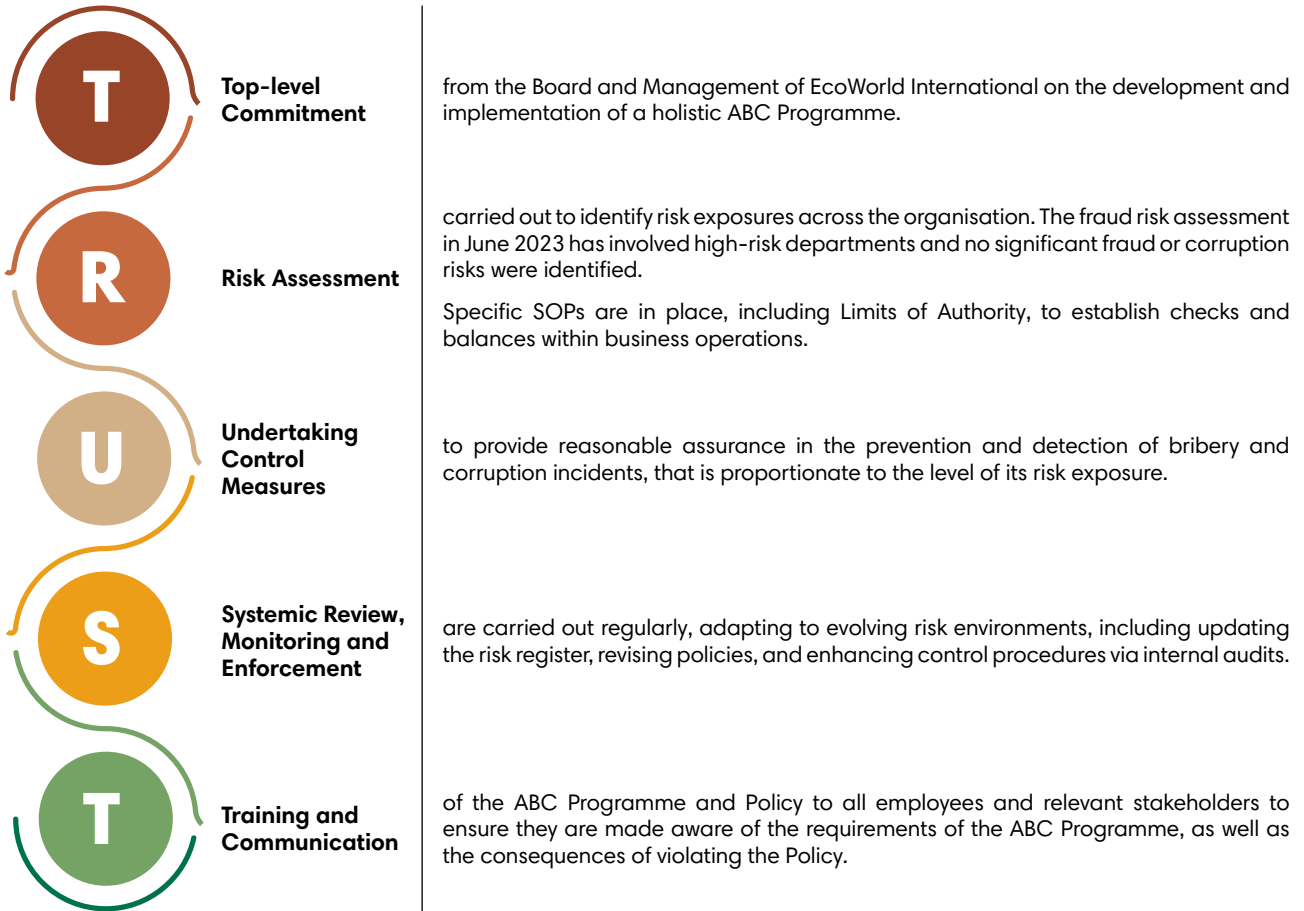 T
Top-level
Commitment
from the Board and Management of EcoWorld International on the development and
implementation of a holistic ABC Programme.
R
Risk Assessment
carried out to identify risk exposures across the organisation. The fraud risk assessment
in June 2023 has involved high-risk departments and no significant fraud or corruption
risks were identified.
Specific SOPs are in place, including Limits of Authority, to establish checks and
balances within business operations.
U
Undertaking
Control
Measures
to provide reasonable assurance in the prevention and detection of bribery and
corruption incidents, that is proportionate to the level of its risk exposure.
S
Systemic Review,
Monitoring and
Enforcement
are carried out regularly, adapting to evolving risk environments, including updating
the risk register, revising policies, and enhancing control procedures via internal audits.
T
Training and
Communication
of the ABC Programme and Policy to all employees and relevant stakeholders to
ensure they are made aware of the requirements of the ABC Programme, as well as
the consequences of violating the Policy.